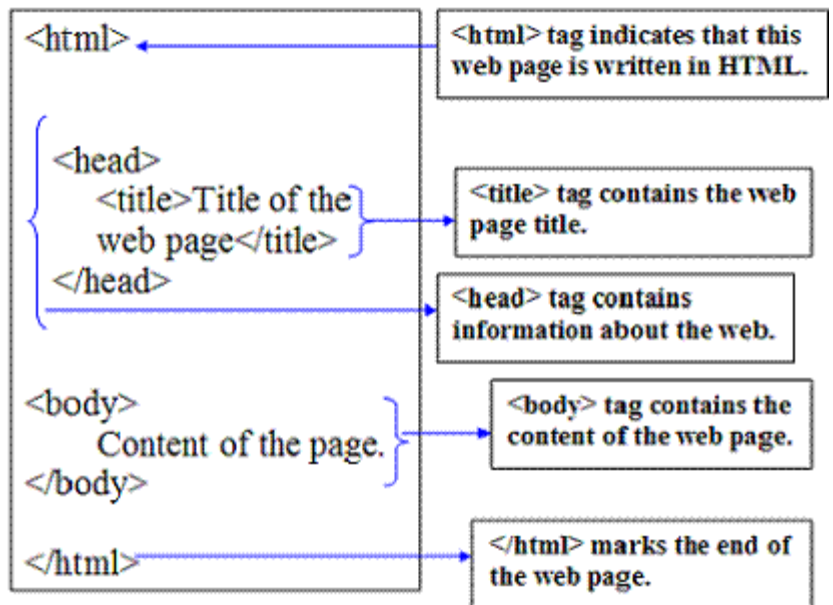 <html>
<html> tag indicates that this
web page is written in HTML.
<head>
<title>Title of the
web page</title>
</head>
<title> tag contains the web
page title.
<head> tag contains
information about the web.
<body>
Content of the page.
</body>
<body> tag contains the
content of the web page.
</html>
</html> marks the end of
the web page.